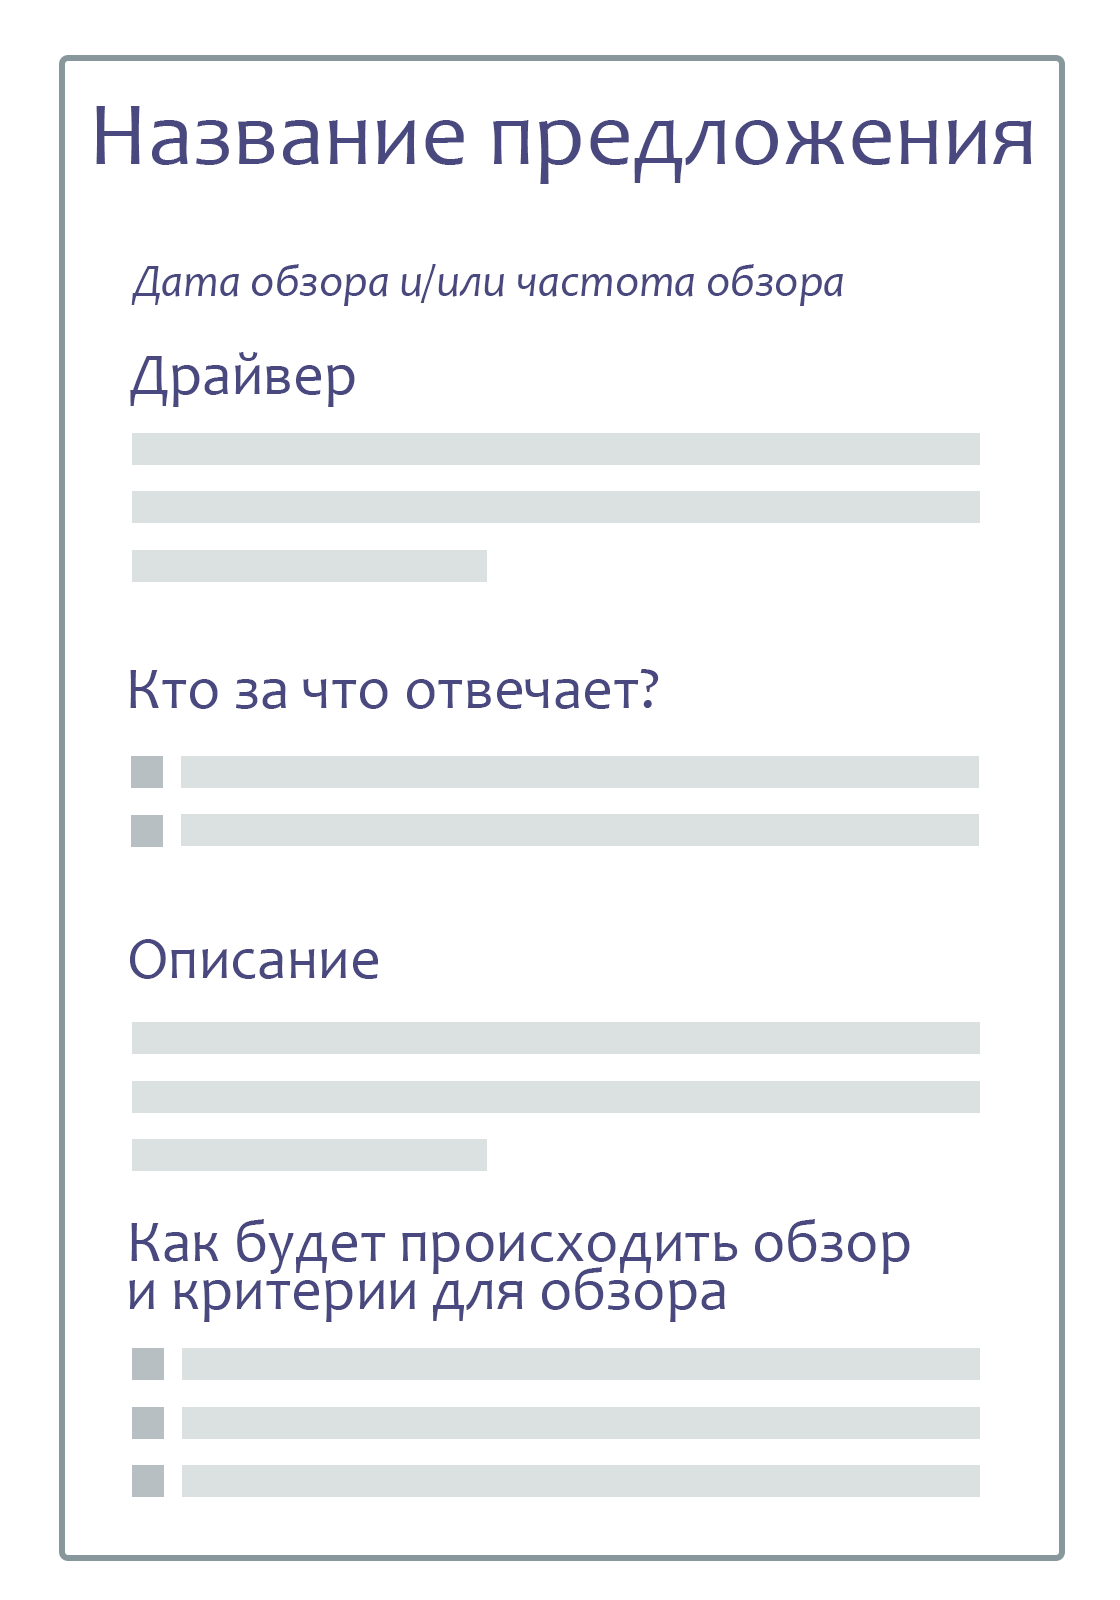 Название предложения
Дата обзора и/или частота обзора
Драйвер
Кто за что отвечает?
Описание
Как будет происходить обзор
и критерии для обзора